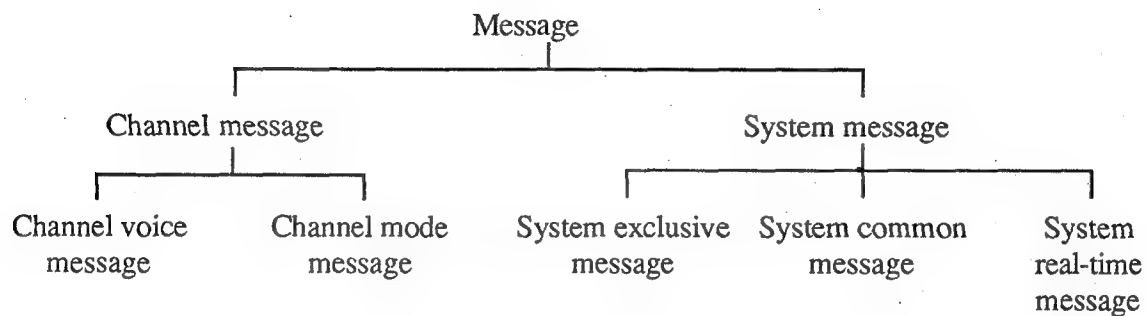 Message
Channel message
System message
Channel voice
message
Channel mode
message
System exclusive
message
System common
message
System
real-time
message